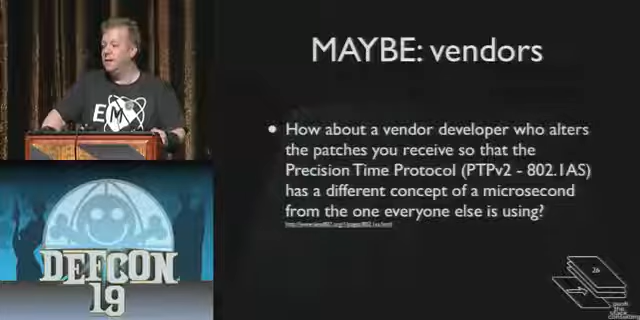 MAYBE: vendors
• How about a vendor developer who alters
the patches you receive so that the
Precision Time Protocol (PTPv2 - 802.1AS)
has a different concept of a microsecond
from the one everyone else is using?
26
DEFCON
19